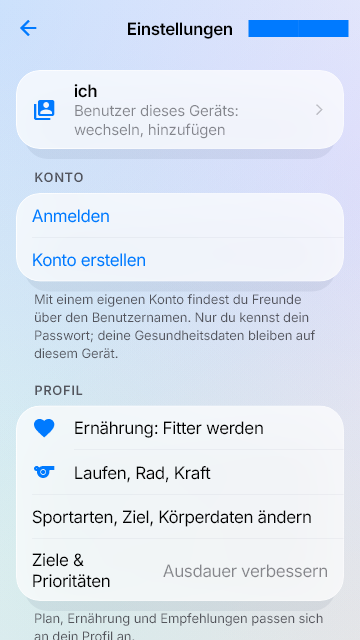 Einstellungen
ich
Benutzer dieses Geräts:
wechseln, hinzufügen
KONTO
Anmelden
Konto erstellen
Mit einem eigenen Konto findest du Freunde
über den Benutzernamen. Nur du kennst dein
Passwort; deine Gesundheitsdaten bleiben auf
diesem Gerät.
PROFIL
Ernährung: Fitter werden
Laufen, Rad, Kraft
Sportarten, Ziel, Körperdaten ändern
Ziele &
Prioritäten
Ausdauer verbessern
Plan, Ernährung und Empfehlungen passen sich
an dein Profil an.